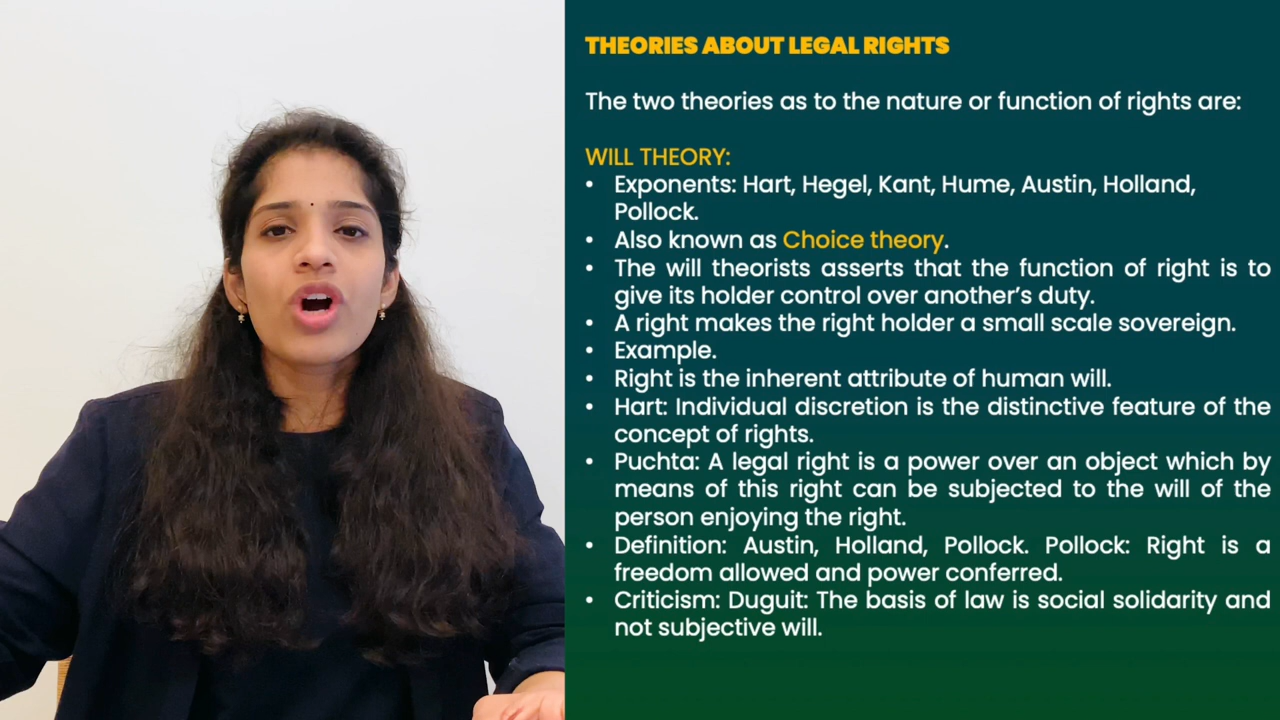 THEORIES ABOUT LEGAL RIGHTS
The two theories as to the nature or function of rights are:
WILL THEORY:
• Exponents: Hart, Hegel, Kant, Hume, Austin, Holland,
Pollock.
• Also known as Choice theory.
• The will theorists asserts that the function of right is to
give its holder control over another's duty.
• A right makes the right holder a small scale sovereign.
• Example.
• Right is the inherent attribute of human will.
• Hart: Individual discretion is the distinctive feature of the
concept of rights.
• Puchta: A legal right is a power over an object which by
means of this right can be subjected to the will of the
person enjoying the right.
• Definition: Austin, Holland, Pollock. Pollock: Right is a
freedom allowed and power conferred.
• Criticism: Duguit: The basis of law is social solidarity and
not subjective will.